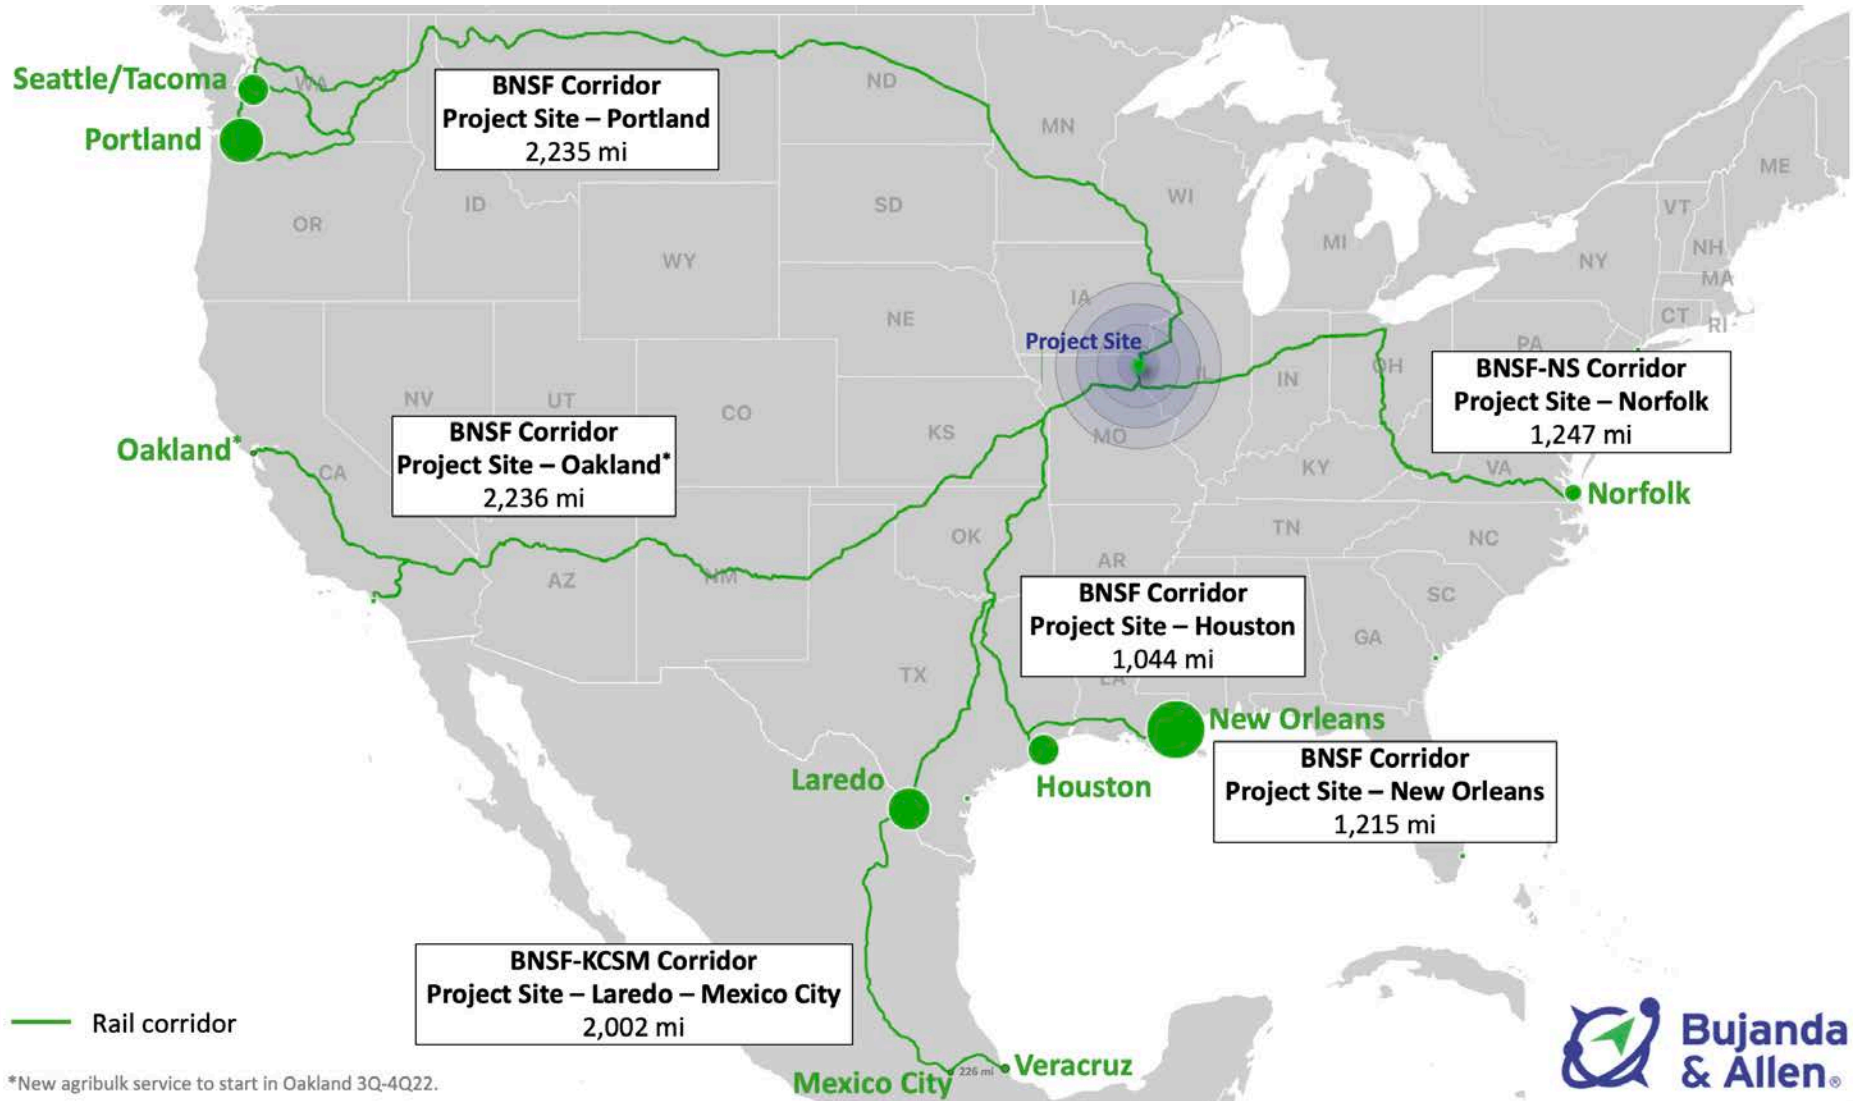 Seattle/Tacoma
Portland
BNSF Corridor
Project Site – Portland
2,235 mi
WA
ND
MN
ME
OR
ID
SD
WI
VT
NH
MI
NY
MA
WY
IA
CT
RI
NE
Project Site
PA
IL
IN
OH
BNSF-NS Corridor
Project Site – Norfolk
1,247 mi
NV
UT
CO
KS
MO
KY
VA
Norfolk
Oakland*
CA
BNSF Corridor
Project Site – Oakland*
2,236 mi
OK
AR
TN
NC
AZ
NM
SC
GA
BNSF Corridor
Project Site – Houston
1,044 mi
TX
LA
New Orleans
Laredo
Houston
BNSF Corridor
Project Site – New Orleans
1,215 mi
BNSF-KCSM Corridor
Project Site – Laredo – Mexico City
2,002 mi
Rail corridor
Mexico City
226 mi
Veracruz
*New agribulk service to start in Oakland 3Q-4Q22.
Bujanda
& Allen®